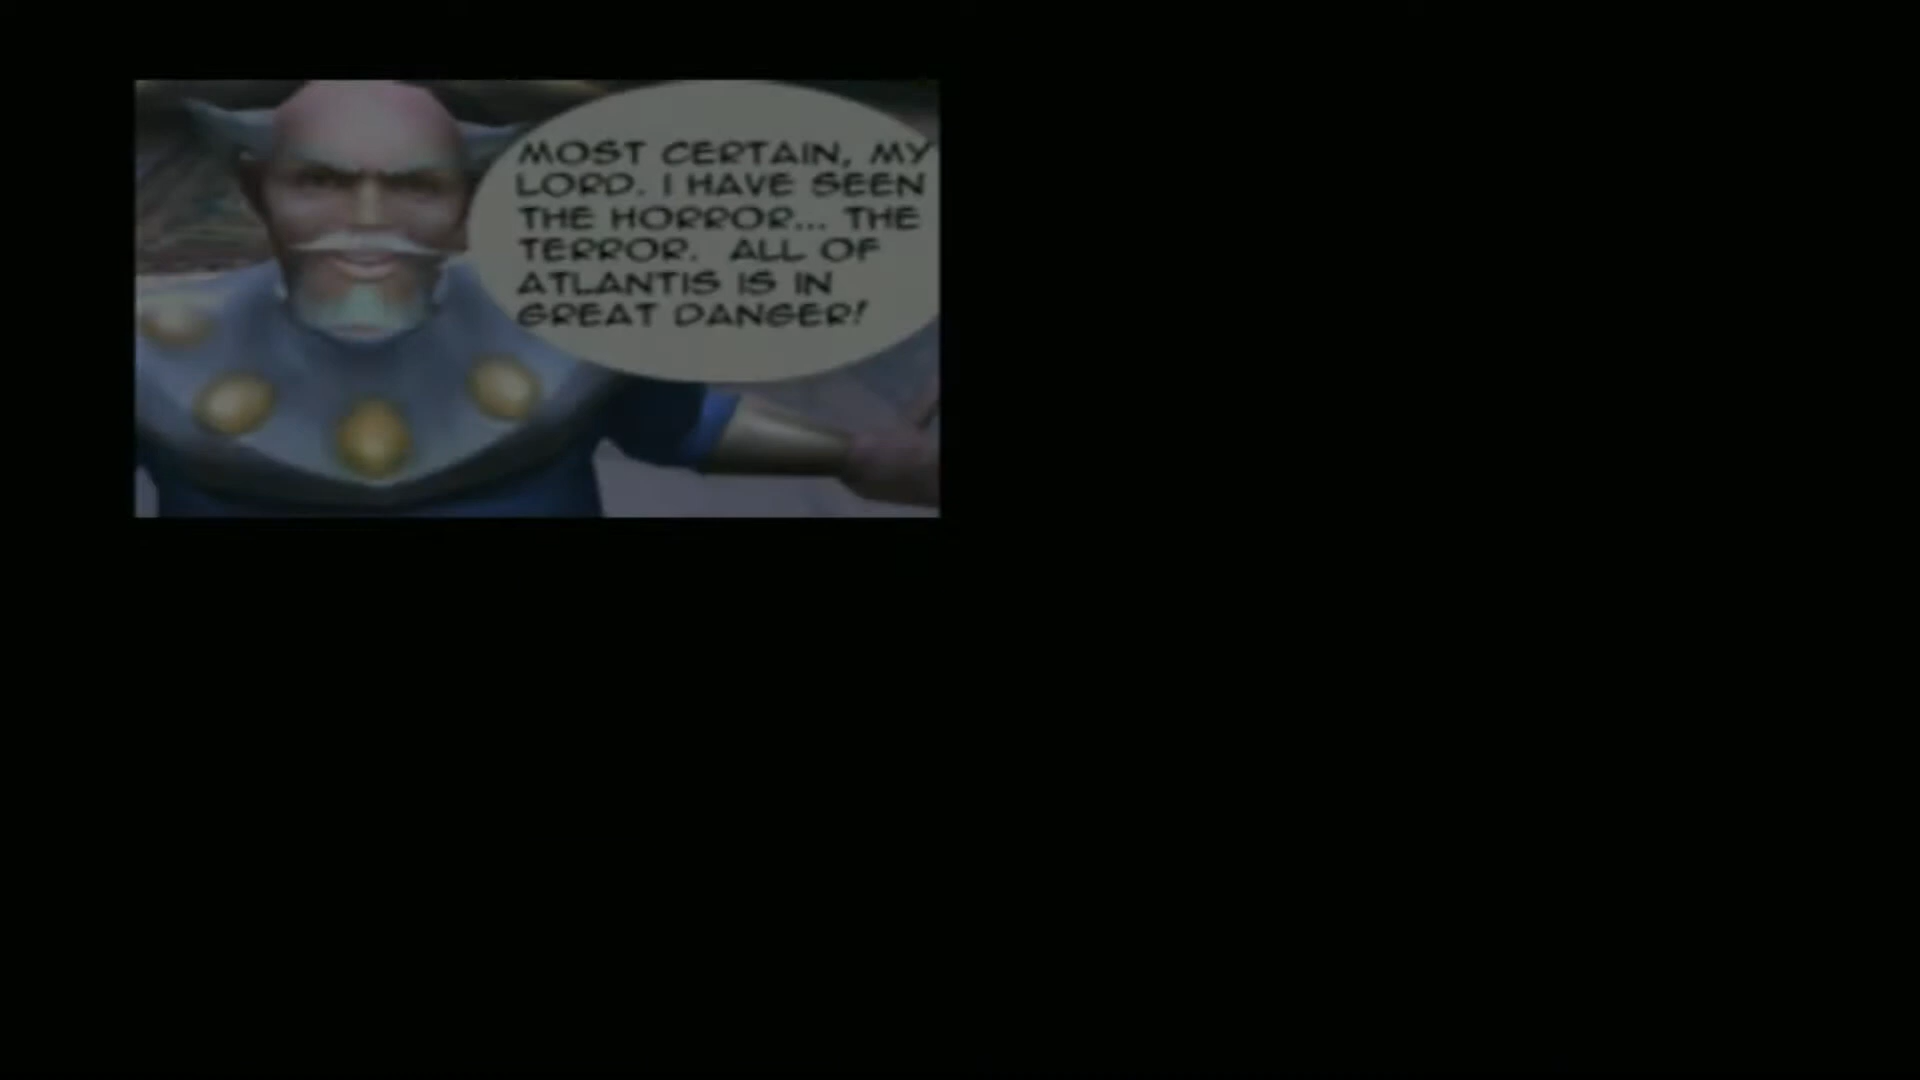 MOST CERTAIN, MY
LORD. I HAVE SEEN
THE HORROR... THE
TERROR. ALL OF
ATLANTIS IS IN
GREAT DANGER!